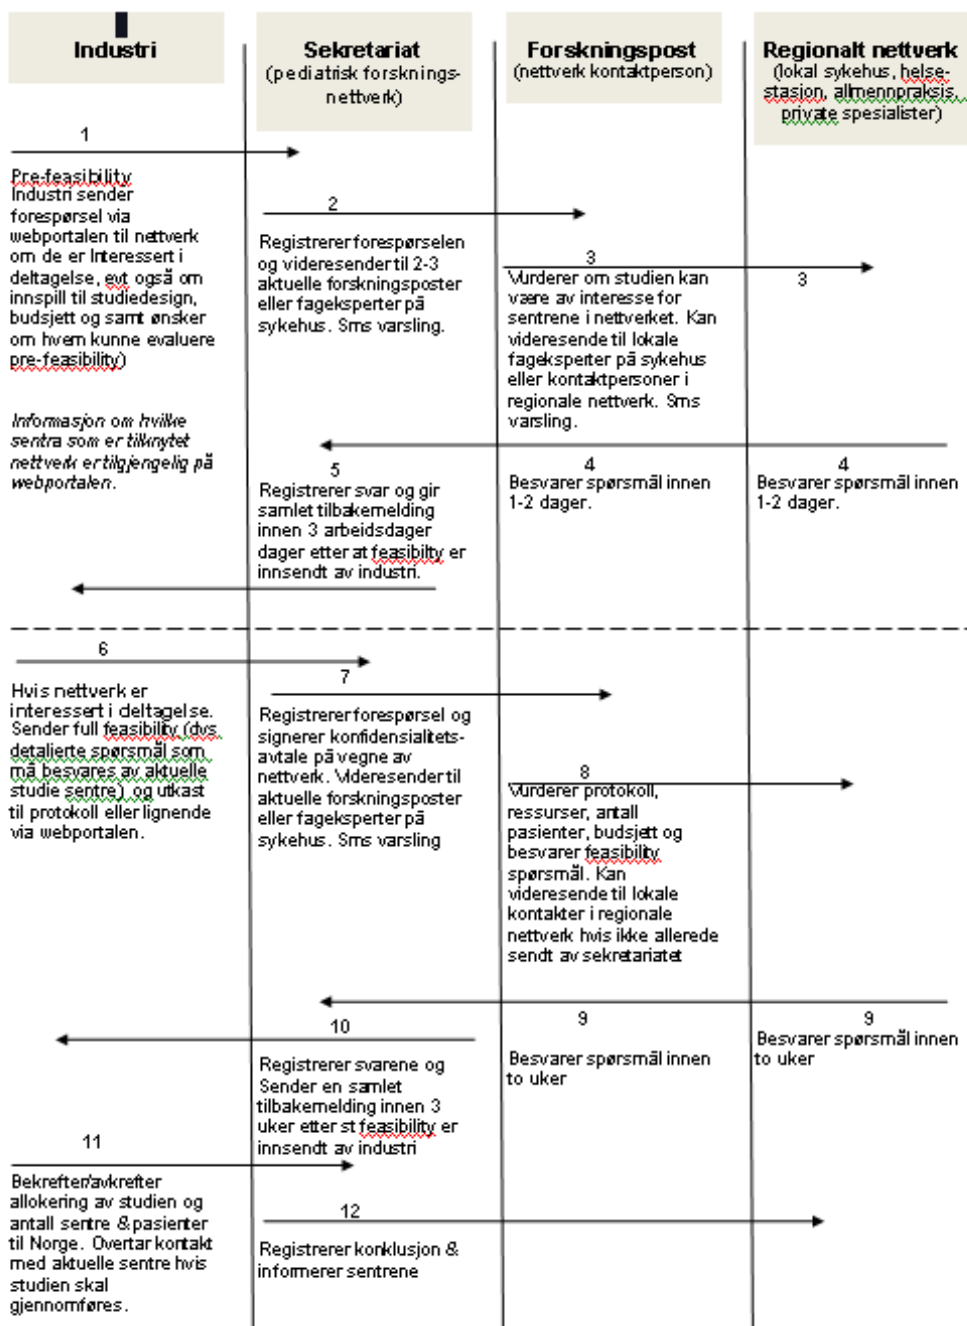 Industri
Sekretariat
(pediatrisk forsknings-
nettverk)
Forskningspost
(nettverk kontaktperson)
Regionalt nettverk
(lokal sykehus, helse-
stasjon, allmennpraksis,
private spesialister)
1
Pre-feasibility
Industri sender
forespørsel via
webportalen til nettverk
om de er Interessert i
deltagelse, evt også om
innspill til studiedesign,
budsjett og samt ønsker
om hvem kunne evaluere
pre-feasibility)
Informasjon om hvilke
sentra som er tilknytet
nettverk er tilgjengelig på
webportalen.
2
Registrerer forespørselen
og videresender til 2-3
aktuelle forskningsposter
eller fageksperter på
sykehus. Sms varsling.
3
Vurderer om studien kan
være av interesse for
sentrene i nettverket. Kan
videresende til lokale
fageksperter på sykehus
eller kontaktpersoner i
regionale nettverk. Sms
varsling.
3
4
Besvarer spørsmål innen
1-2 dager.
4
Besvarer spørsmål innen
1-2 dager.
5
Registrerer svar og gir
samlet tilbakemelding
innen 3 arbeidsdager
dager etter at feasibilty er
innsendt av industri.
6
Hvis nettverk er
interessert i deltagelse.
Sender full feasibility (dvs.
detalierte spørsmål som
må besvares av aktuelle
studie sentre) og utkast
til protokoll eller lignende
via webportalen.
7
Registrerer forespørsel og
signerer konfidensialitets-
avtale på vegne av
nettverk. Videresender til
aktuelle forskningsposter
eller fageksperter på
sykehus. Sms varsling
8
Vurderer protokoll,
ressurser, antall
pasienter, budsjett og
besvarer feasibility
spørsmål. Kan
videresende til lokale
kontakter i regionale
nettverk hvis ikke allerede
sendt av sekretariatet
9
Besvarer spørsmål innen
to uker
9
Besvarer spørsmål innen
to uker
10
Registrerer svarene og
Sender en samlet
tilbakemelding innen 3
uker etter st feasibility er
innsendt av industri
11
Bekrefter/avkrefter
allokering av studien og
antall sentre & pasienter
til Norge. Overtar kontakt
med aktuelle sentre hvis
studien skal
gjennomføres.
12
Registrerer konklusjon &
informerer sentrene